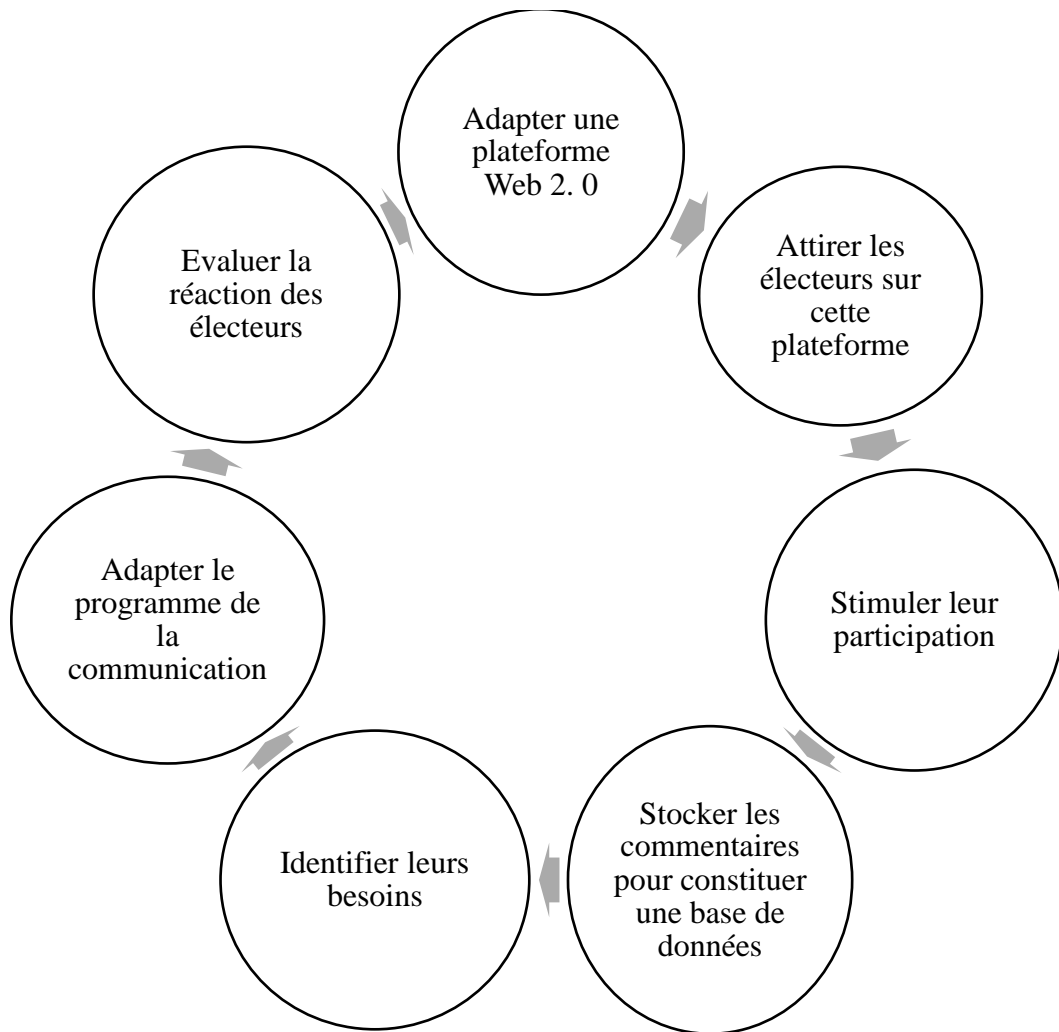 Adapter une
plateforme
Web 2. 0
Attirer les
électeurs sur
cette
plateforme
Stimuler leur
participation
Stocker les
commentaires
pour constituer
une base de
données
Identifier leurs
besoins
Adapter le
programme de
la
communication
Evaluer la
réaction des
électeurs